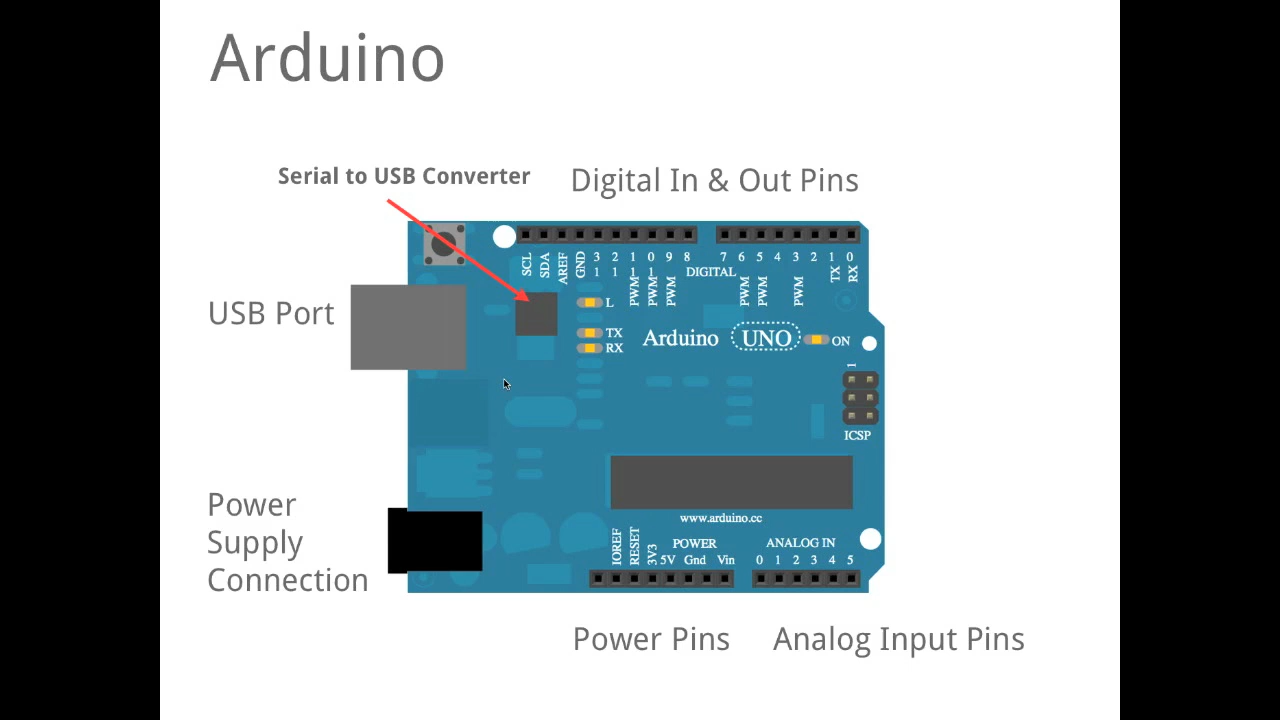 Arduino
Serial to USB Converter
Digital In & Out Pins
SCL SDA AREF GND 13 12 11 10 9 8 7 6 5 4 3 2 1 0
PWM PWM PWM DIGITAL PWM PWM PWM TX RX
L
USB Port
TX
RX
Arduino UNO ON
1
ICSP
Power
Supply
Connection
www.arduino.cc
POWER ANALOG IN
IOREF RESET 3V3 5V Gnd Vin 0 1 2 3 4 5
Power Pins Analog Input Pins